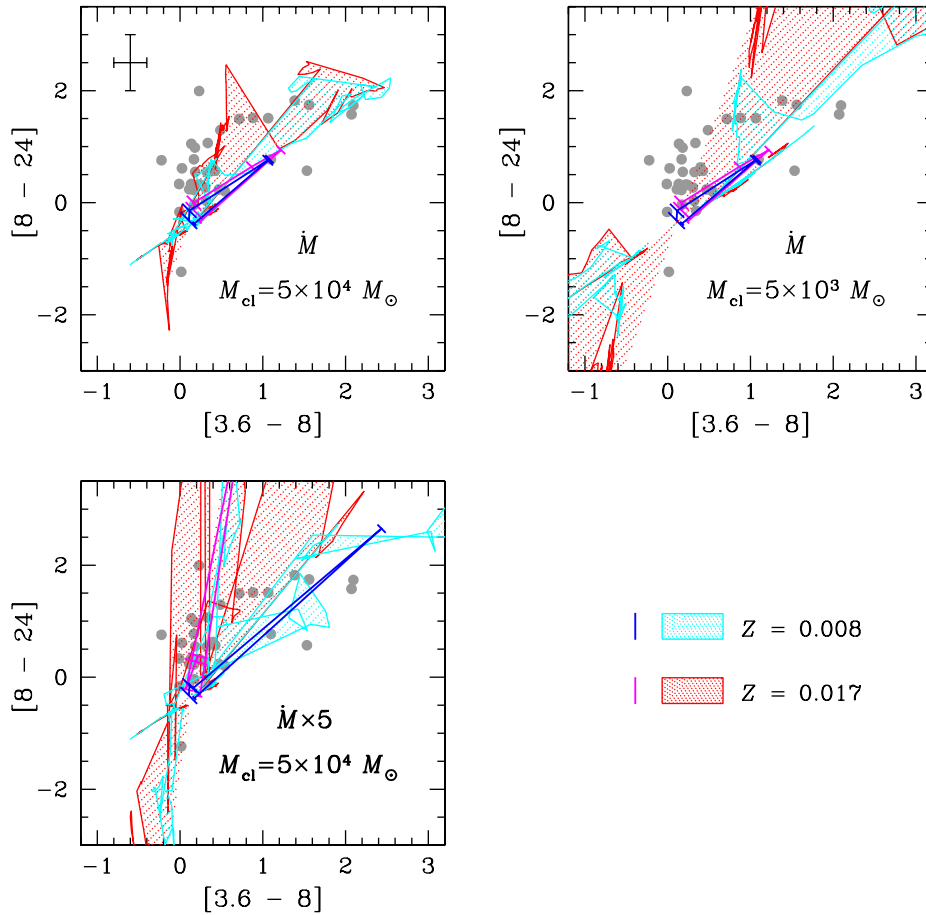 2
0
-2
[8 - 24]
Ṁ
M_cl=5×10⁴ M_⊙
-1 0 1 2 3
[3.6 - 8]
2
0
-2
[8 - 24]
Ṁ
M_cl=5×10³ M_⊙
-1 0 1 2 3
[3.6 - 8]
2
0
-2
[8 - 24]
Ṁ×5
M_cl=5×10⁴ M_⊙
-1 0 1 2 3
[3.6 - 8]
Z = 0.008
Z = 0.017